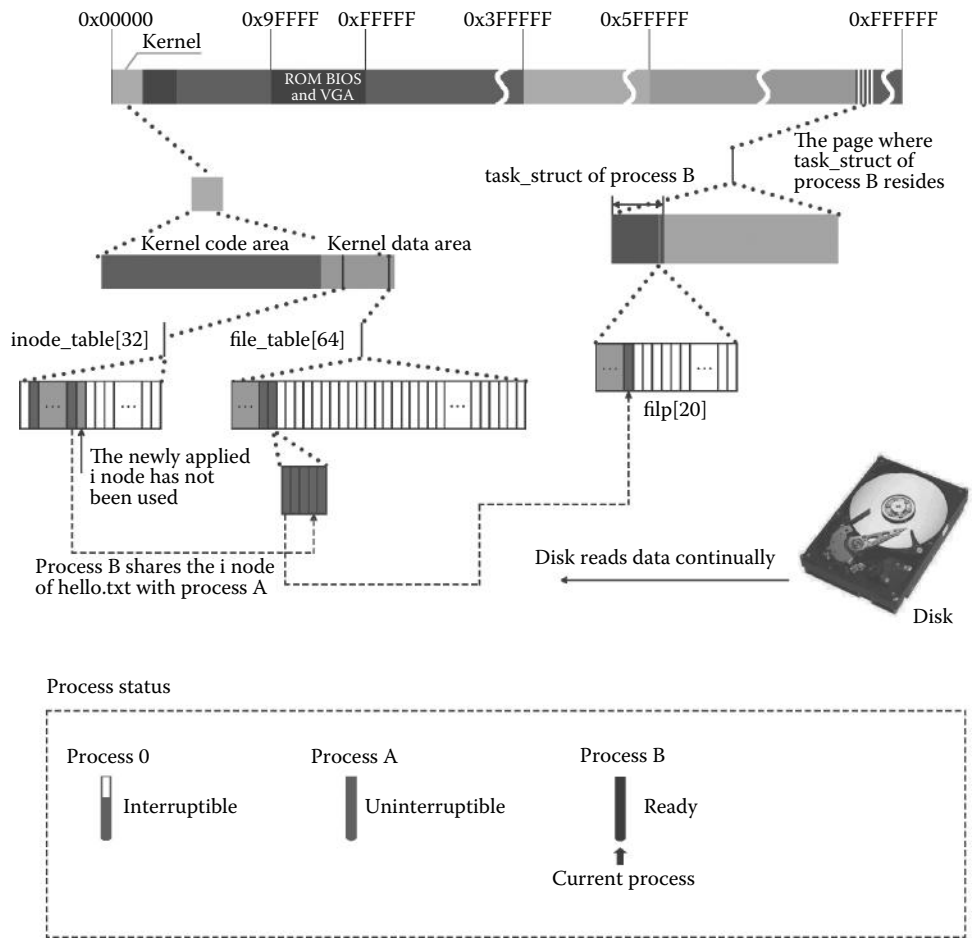 0x00000
0x9FFFF
0xFFFFF
0x3FFFFF
0x5FFFFF
0xFFFFFF
Kernel
ROM BIOS
and VGA
The page where
task_struct of
process B resides
task_struct of process B
Kernel code area
Kernel data area
inode_table[32]
file_table[64]
...
...
...
...
...
...
filp[20]
The newly applied
i node has not
been used
Process B shares the i node
of hello.txt with process A
Disk reads data continually
Disk
Process status
Process 0
Process A
Process B
Interruptible
Uninterruptible
Ready
Current process